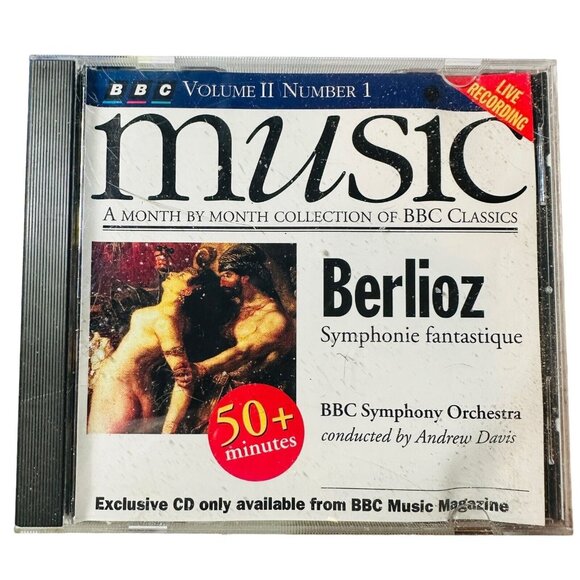 BBC VOLUME II NUMBER 1
LIVE
RECORDING
music
A MONTH BY MONTH COLLECTION OF BBC CLASSICS
Berlioz
Symphonie fantastique
50+
minutes
BBC Symphony Orchestra
conducted by Andrew Davis
Exclusive CD only available from BBC Music Magazine